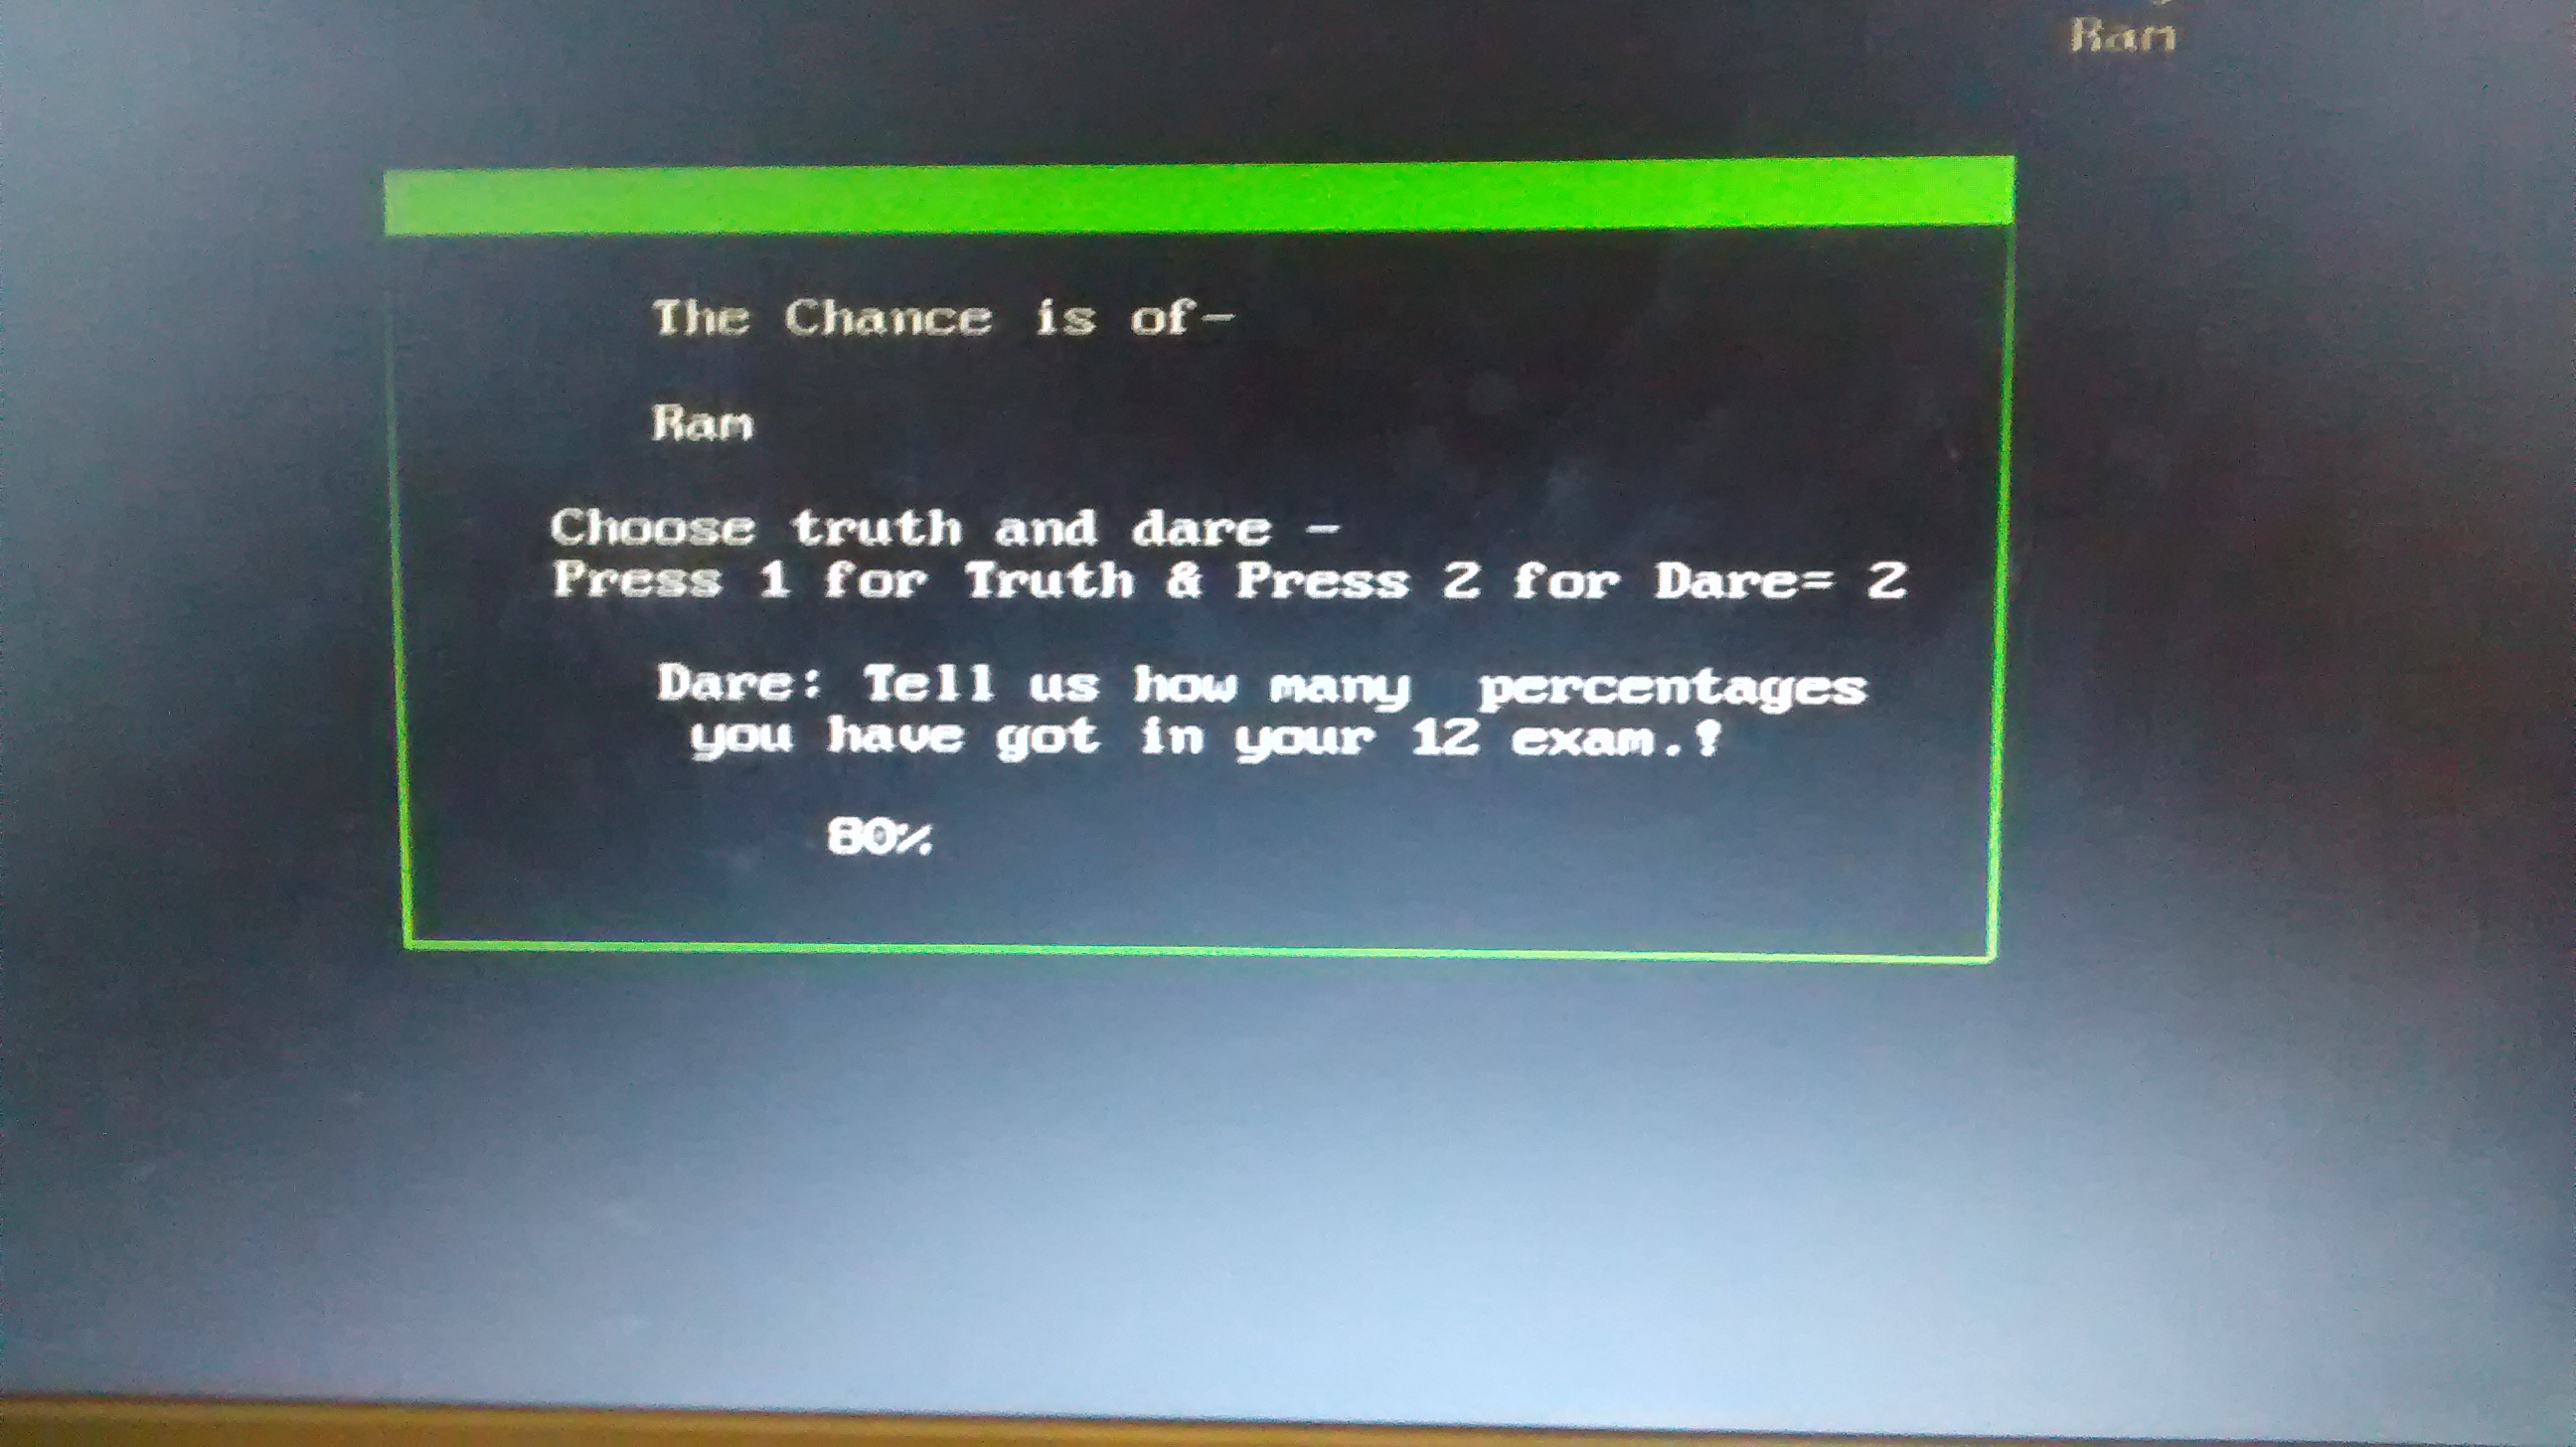 Ram
The Chance is of-
Ram
Choose truth and dare -
Press 1 for Truth & Press 2 for Dare= 2
Dare: Tell us how many percentages
you have got in your 12 exam.!
80%